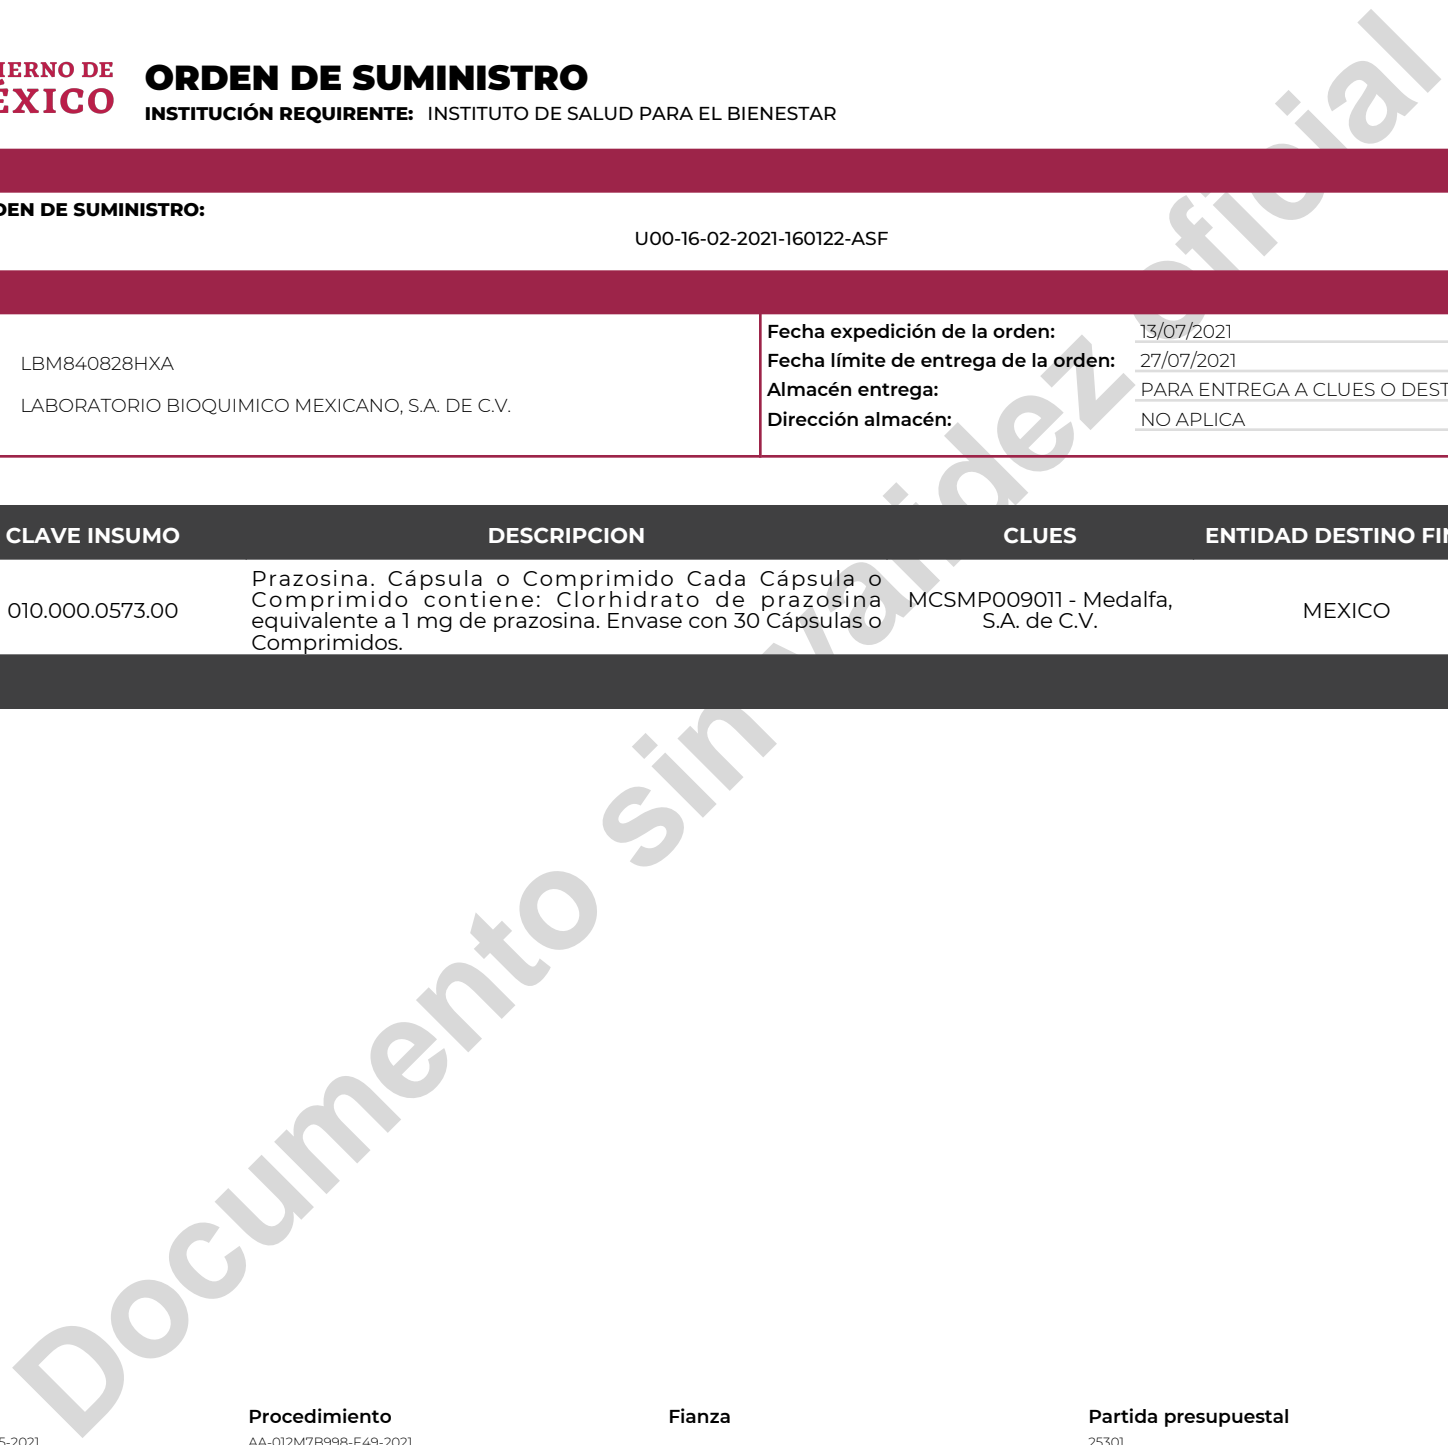 IERNO DE
ÉXICO
ORDEN DE SUMINISTRO
INSTITUCIÓN REQUIRENTE: INSTITUTO DE SALUD PARA EL BIENESTAR
DEN DE SUMINISTRO:
U00-16-02-2021-160122-ASF
LBM840828HXA
LABORATORIO BIOQUIMICO MEXICANO, S.A. DE C.V.
Fecha expedición de la orden: 13/07/2021
Fecha límite de entrega de la orden: 27/07/2021
Almacén entrega: PARA ENTREGA A CLUES O DEST
Dirección almacén: NO APLICA
CLAVE INSUMO DESCRIPCION CLUES ENTIDAD DESTINO FIN
010.000.0573.00
Prazosina. Cápsula o Comprimido Cada Cápsula o
Comprimido contiene: Clorhidrato de prazosina
equivalente a 1 mg de prazosina. Envase con 30 Cápsulas o
Comprimidos.
MCSMP009011 - Medalfa,
S.A. de C.V.
MEXICO
Documento sin validez oficial
Procedimiento Fianza Partida presupuestal
5-2021 AA-012M7B998-E49-2021 25301